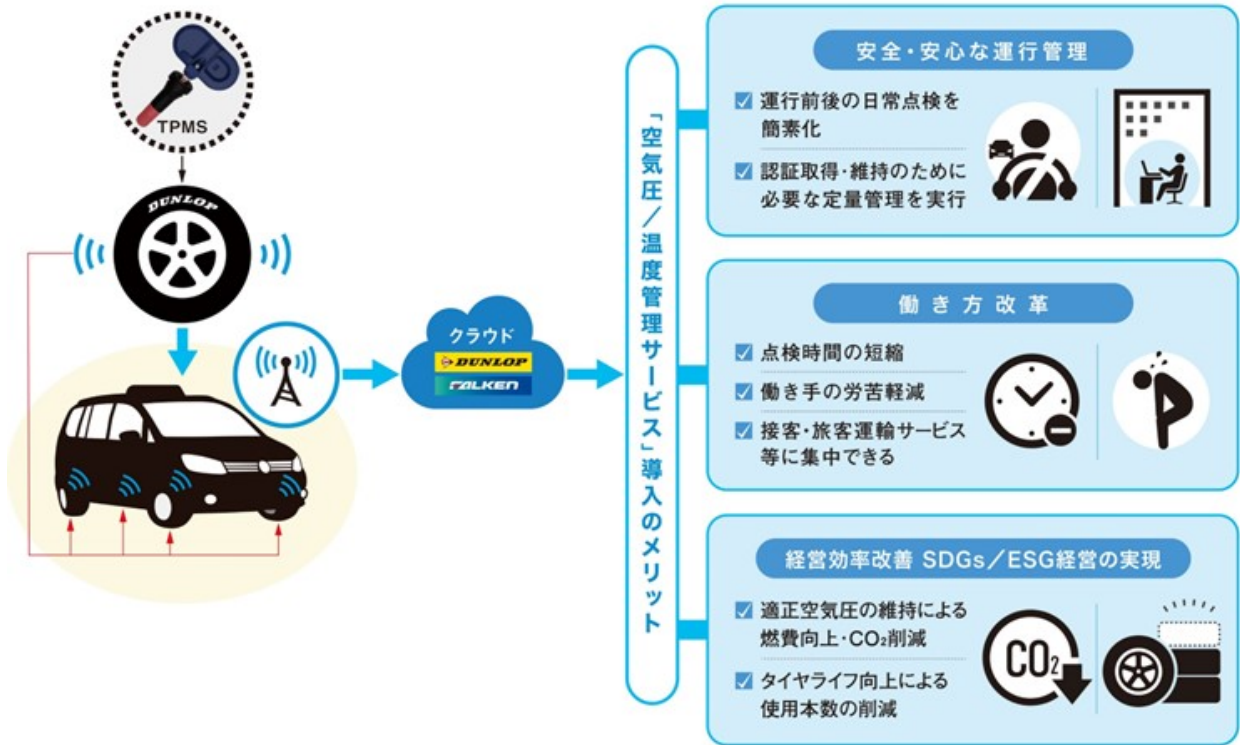 TPMS
DUNLOP
クラウド
DUNLOP
FALKEN
「空気圧／温度管理サービス」導入のメリット
安全・安心な運行管理
運行前後の日常点検を
簡素化
認証取得・維持のために
必要な定量管理を実行
働き方改革
点検時間の短縮
働き手の労苦軽減
接客・旅客運輸サービス
等に集中できる
経営効率改善 SDGs／ESG経営の実現
適正空気圧の維持による
燃費向上・CO₂削減
タイヤライフ向上による
使用本数の削減
CO₂